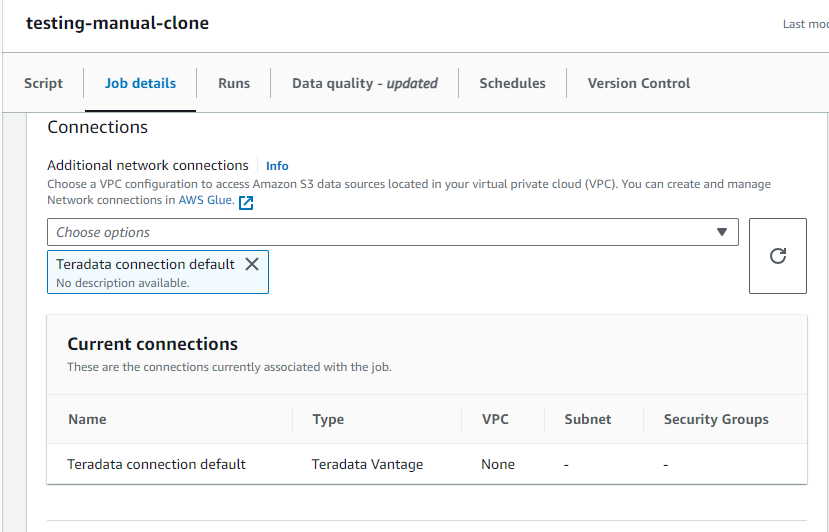 testing-manual-clone
Last mod
Script
Job details
Runs
Data quality - updated
Schedules
Version Control
Connections
Additional network connections
Info
Choose a VPC configuration to access Amazon S3 data sources located in your virtual private cloud (VPC). You can create and manage
Network connections in AWS Glue.
Choose options
Teradata connection default
No description available.
Current connections
These are the connections currently associated with the job.
Name Type VPC Subnet Security Groups
Teradata connection default Teradata Vantage None - -